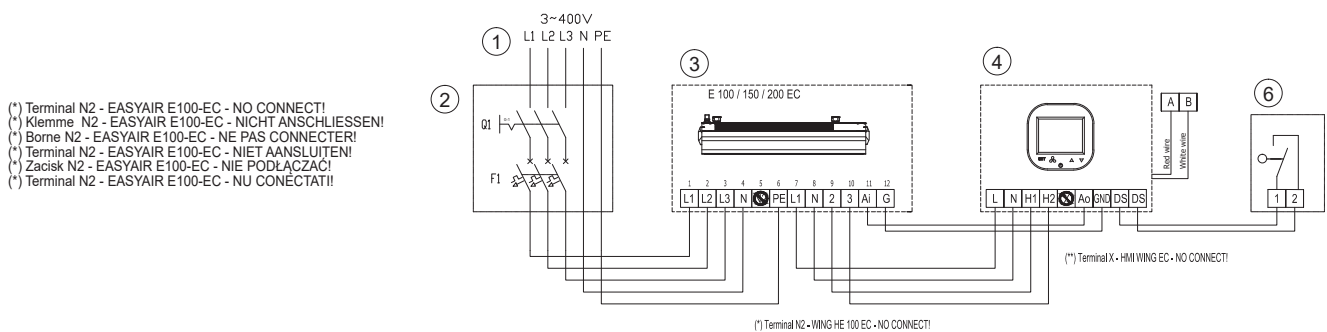 (*) Terminal N2 - EASYAIR E100-EC - NO CONNECT!
(*) Klemme  N2 - EASYAIR E100-EC - NICHT ANSCHLIESSEN!
(*) Borne N2 - EASYAIR E100-EC - NE PAS CONNECTER!
(*) Terminal N2 - EASYAIR E100-EC - NIET AANSLUITEN!
(*) Zacisk N2 - EASYAIR E100-EC - NIE PODŁĄCZAĆ!
(*) Terminal N2 - EASYAIR E100-EC - NU CONECTATI!
1
3~400V
L1 L2 L3 N PE
2
Q1
F1
3
E 100 / 150 / 200 EC
1 2 3 4 5 6 7 8 9 10 11 12
L1 L2 L3 N PE L1 N 2 3 Ai G
4
L N H1 H2 Ao GND DS DS
A B
Red wire
White wire
6
1 2
(**) Terminal X - HMI WING EC - NO CONNECT!
(*) Terminal N2 - WING HE 100 EC - NO CONNECT!